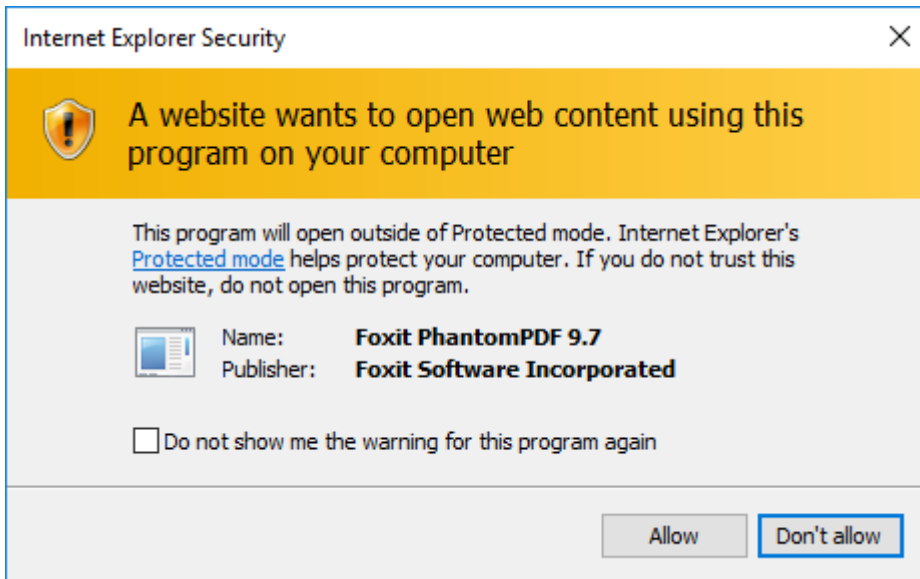 Internet Explorer Security
A website wants to open web content using this
program on your computer
This program will open outside of Protected mode. Internet Explorer's
Protected mode helps protect your computer. If you do not trust this
website, do not open this program.
Name: Foxit PhantomPDF 9.7
Publisher: Foxit Software Incorporated
Do not show me the warning for this program again
Allow Don't allow